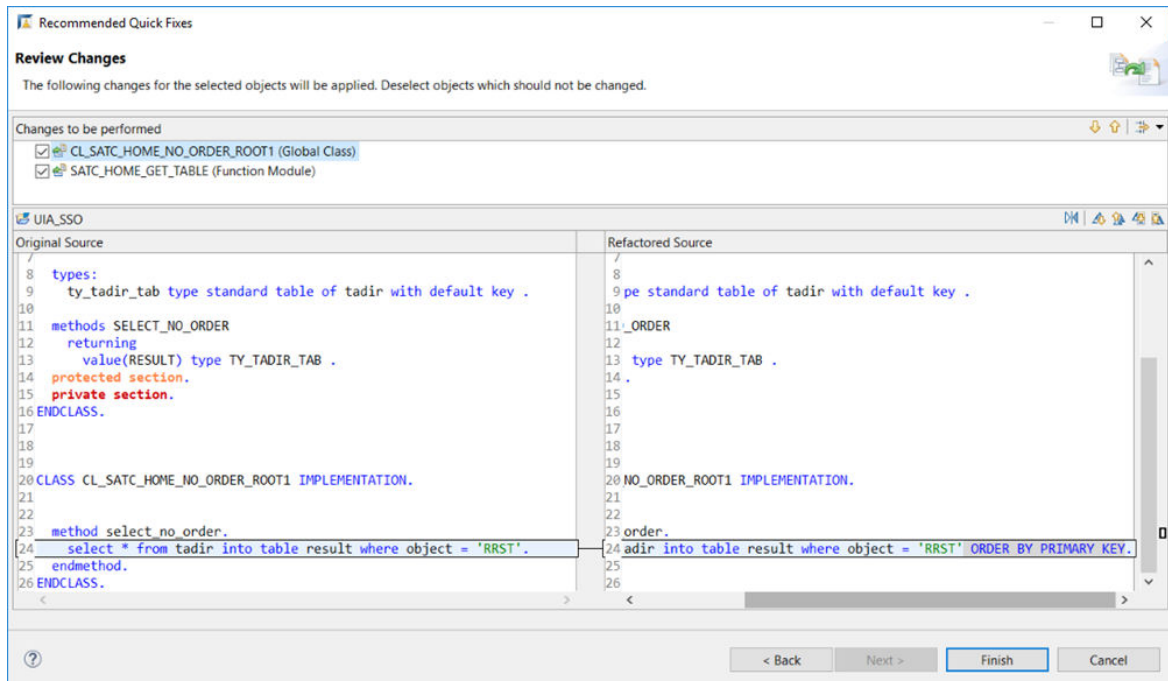 Recommended Quick Fixes
Review Changes
The following changes for the selected objects will be applied. Deselect objects which should not be changed.
Changes to be performed
CL_SATC_HOME_NO_ORDER_ROOT1 (Global Class)
SATC_HOME_GET_TABLE (Function Module)
UIA_SSO
Original Source
7
8 types:
9 ty_tadir_tab type standard table of tadir with default key .
10
11 methods SELECT_NO_ORDER
12 returning
13 value(RESULT) type TY_TADIR_TAB .
14 protected section.
15 private section.
16 ENDCLASS.
17
18
19
20 CLASS CL_SATC_HOME_NO_ORDER_ROOT1 IMPLEMENTATION.
21
22
23 method select_no_order.
24 select * from tadir into table result where object = 'RRST'.
25 endmethod.
26 ENDCLASS.
Refactored Source
7
8
9 pe standard table of tadir with default key .
10
11 _ORDER
12
13 type TY_TADIR_TAB .
14 .
15
16
17
18
19
20 NO_ORDER_ROOT1 IMPLEMENTATION.
21
22
23 order.
24 adir into table result where object = 'RRST' ORDER BY PRIMARY KEY.
25
26
< Back
Next >
Finish
Cancel